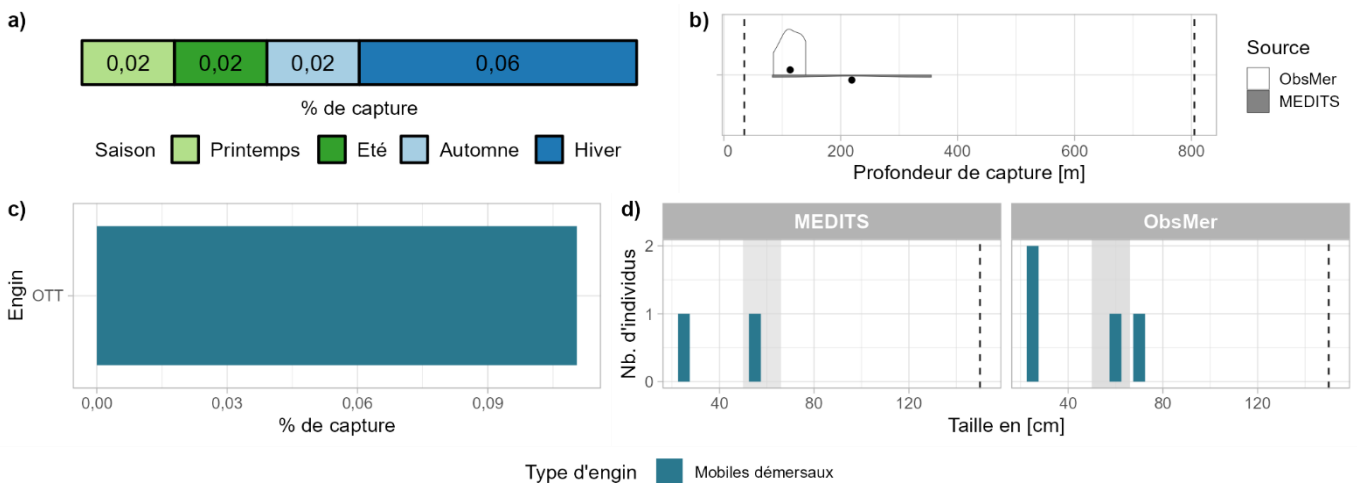 a)
0,02 0,02 0,02 0,06
% de capture
Saison Printemps Eté Automne Hiver
b)
0 200 400 600 800
Profondeur de capture [m]
Source
ObsMer
MEDITS
c)
Engin
OTT
0,00 0,03 0,06 0,09
% de capture
d)
MEDITS ObsMer
Nb. d'individus
2
1
0
40 80 120 40 80 120
Taille en [cm]
Type d'engin Mobiles démersaux